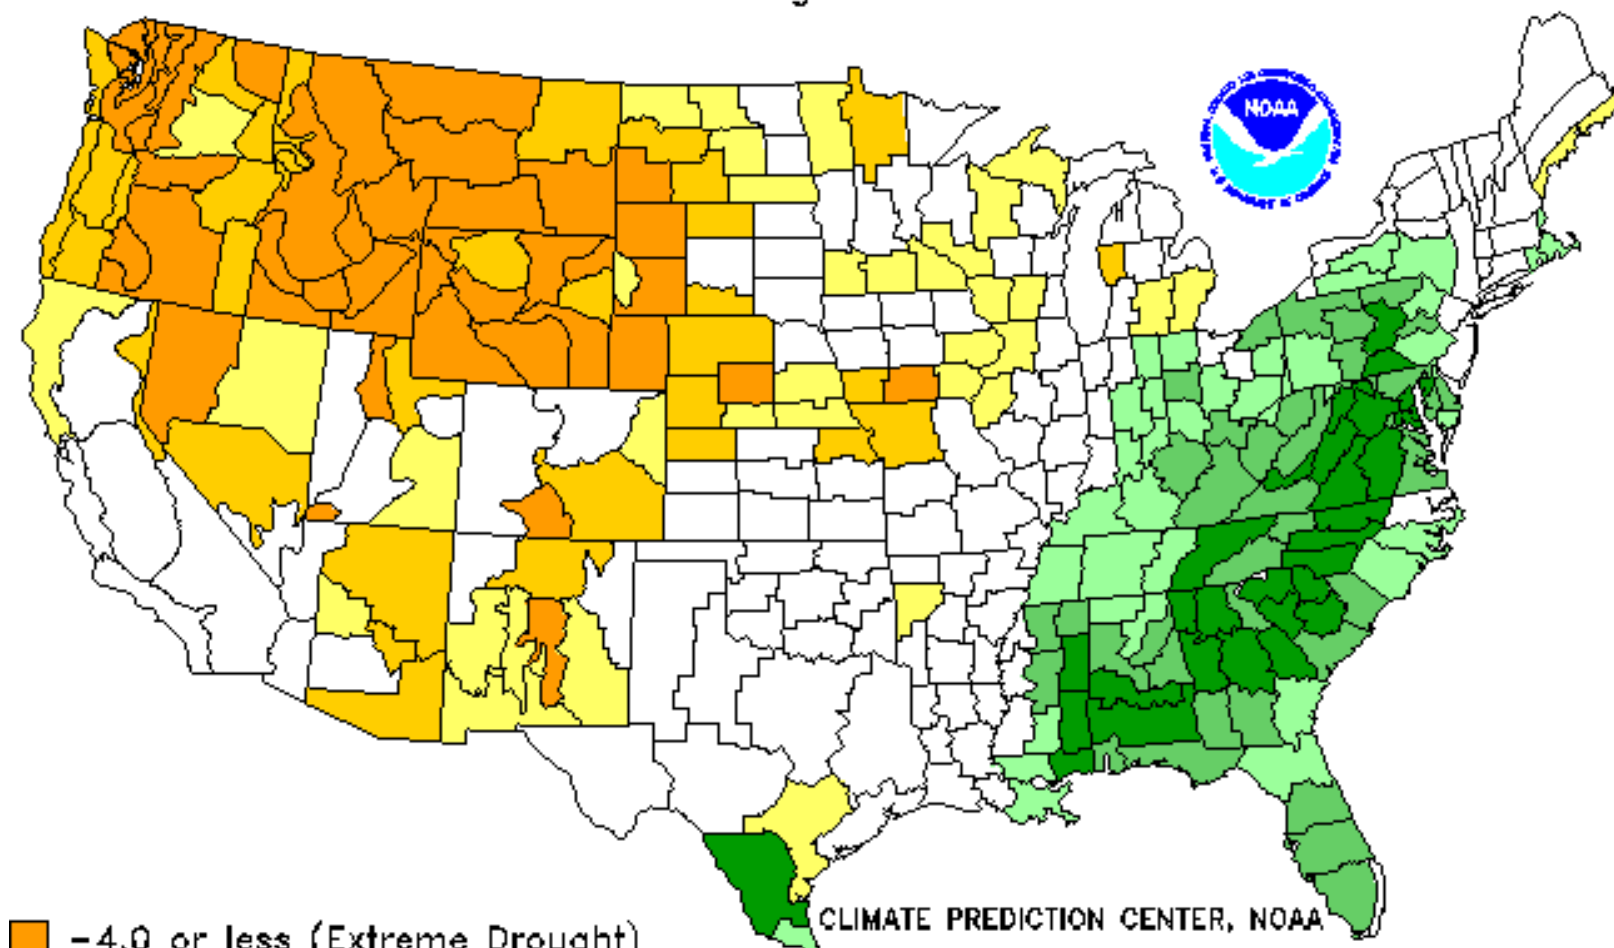 NOAA
CLIMATE PREDICTION CENTER, NOAA
-4.0 or less (Extreme Drought)